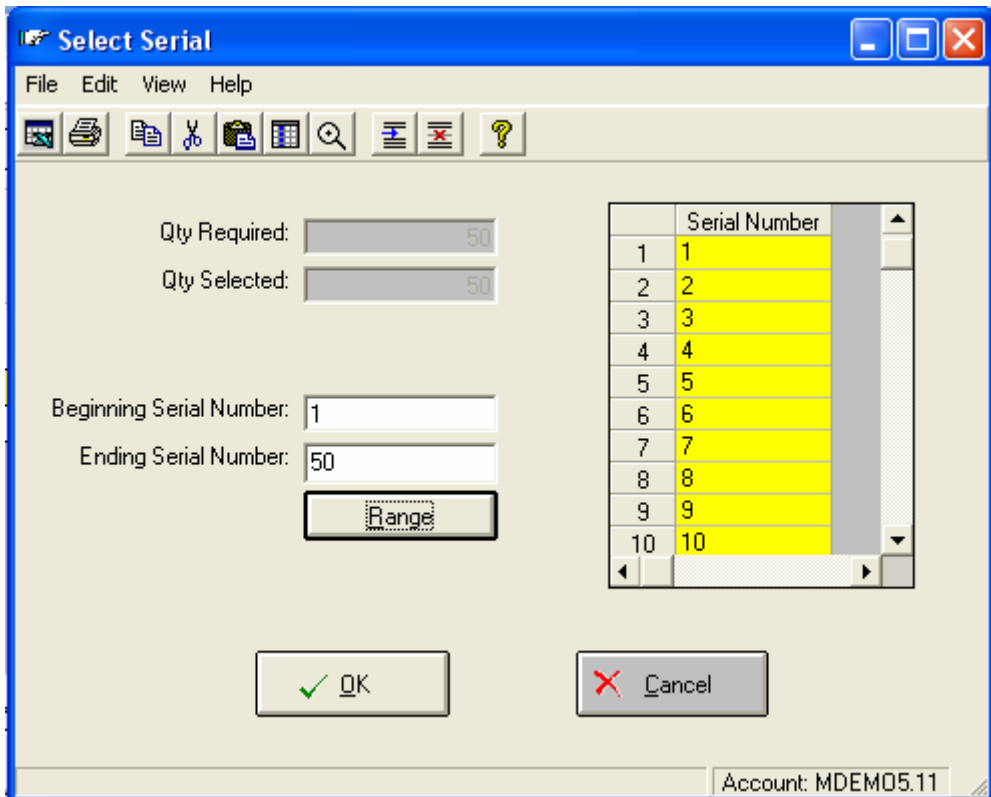 Select Serial
File Edit View Help
Qty Required: 50
Qty Selected: 50
Beginning Serial Number: 1
Ending Serial Number: 50
Range
Serial Number
1 1
2 2
3 3
4 4
5 5
6 6
7 7
8 8
9 9
10 10
OK Cancel
Account: MDEMO5.11